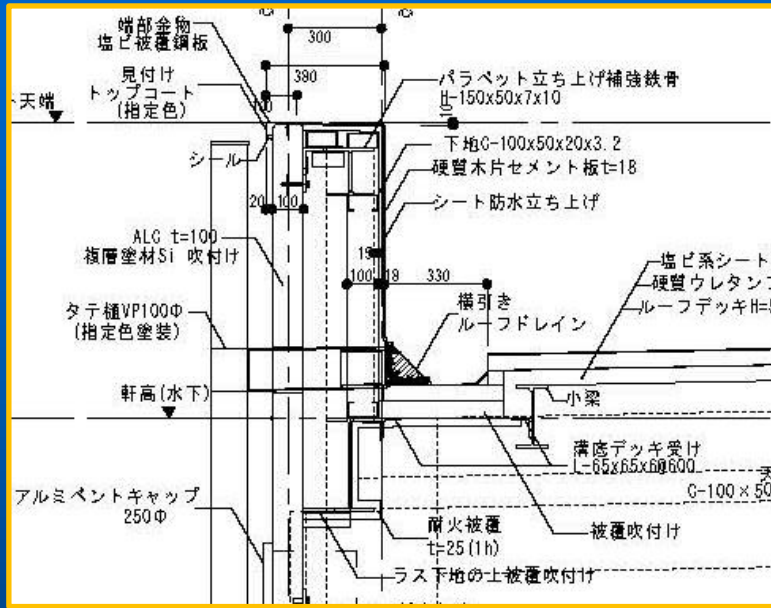 端部金物
塩ビ被覆鋼板
300
380
見付け
トップコート
(指定色)
パラペット立ち上げ補強鉄骨
H-150x50x7x10
天端
下地C-100x50x20x3.2
シール
硬質木片セメント板t=18
20
100
シート防水立ち上げ
ALC t=100
複層塗材Si 吹付け
100
18
330
塩ビ系シート
硬質ウレタン
ルーフデッキH=
横引き
ルーフドレイン
タテ樋VP100Φ
(指定色塗装)
軒高(水下)
小梁
溝底デッキ受け
L-65x65x6@600
C-100×50
アルミベントキャップ
250Φ
耐火被覆
t=25(1h)
被覆吹付け
ラス下地の上被覆吹付け